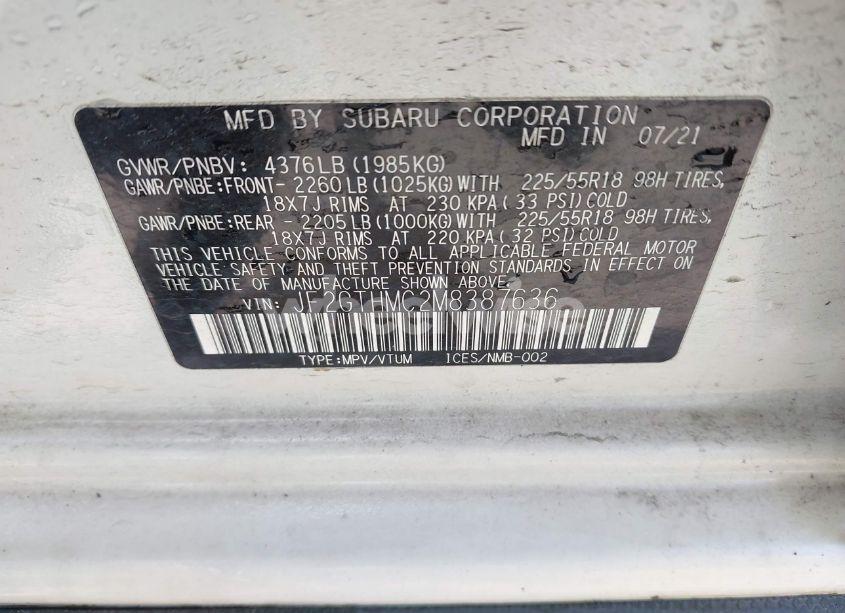 MFD BY SUBARU CORPORATION
MFD IN 07/21
GVWR/PNBV: 4376LB(1985KG)
GAWR/PNBE:FRONT- 2260LB(1025KG)WITH 225/55R18 98H TIRES,
18X7J RIMS AT 230 KPA( 33 PSI)COLD
GAWR/PNBE:REAR - 2205LB(1000KG)WITH 225/55R18 98H TIRES,
18X7J RIMS AT 220 KPA( 32 PSI)COLD
THIS VEHICLE CONFORMS TO ALL APPLICABLE FEDERAL MOTOR
VEHICLE SAFETY AND THEFT PREVENTION STANDARDS IN EFFECT ON
THE DATE OF MANUFACTURE SHOWN ABOVE.
VIN: JF2GTHMC2M8387636
TYPE:MPV/VTUM ICES/NMB-002